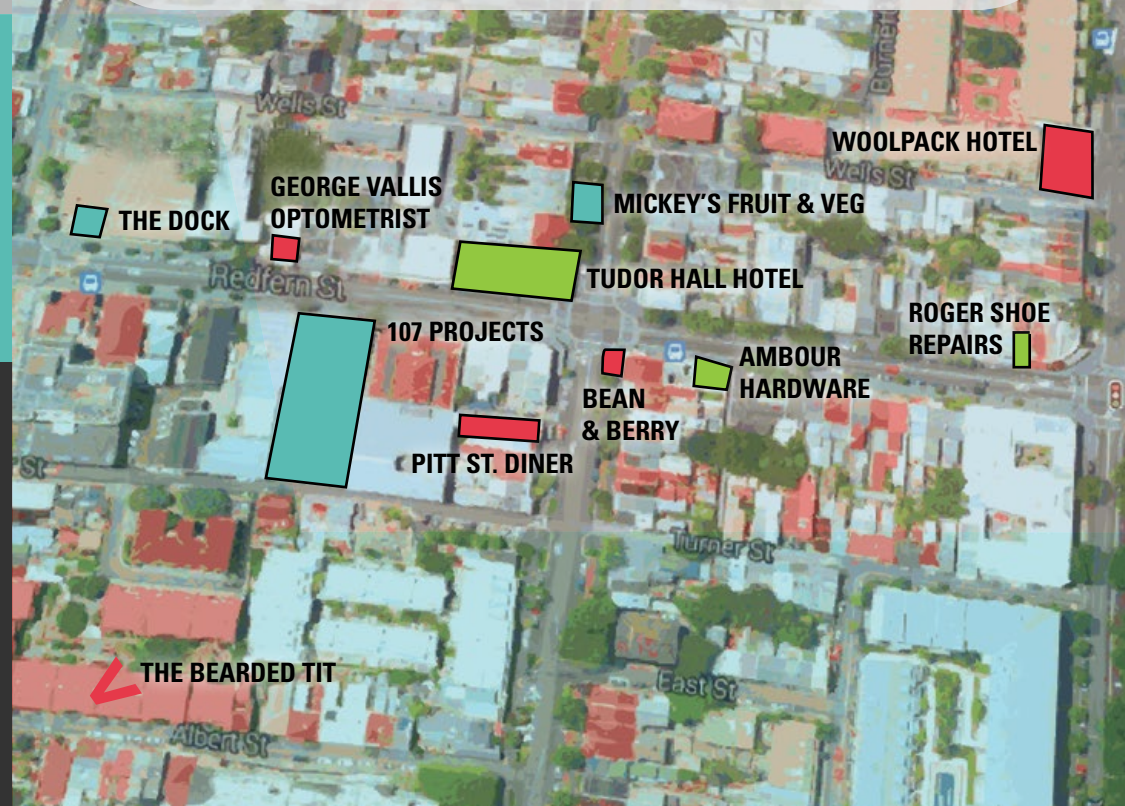 Wells St
WOOLPACK HOTEL
Wells St
GEORGE VALLIS
OPTOMETRIST
MICKEY'S FRUIT & VEG
THE DOCK
Redfern St
TUDOR HALL HOTEL
107 PROJECTS
ROGER SHOE
REPAIRS
AMBOUR
HARDWARE
BEAN
& BERRY
PITT ST. DINER
St
Turner St
THE BEARDED TIT
East St
Albert St